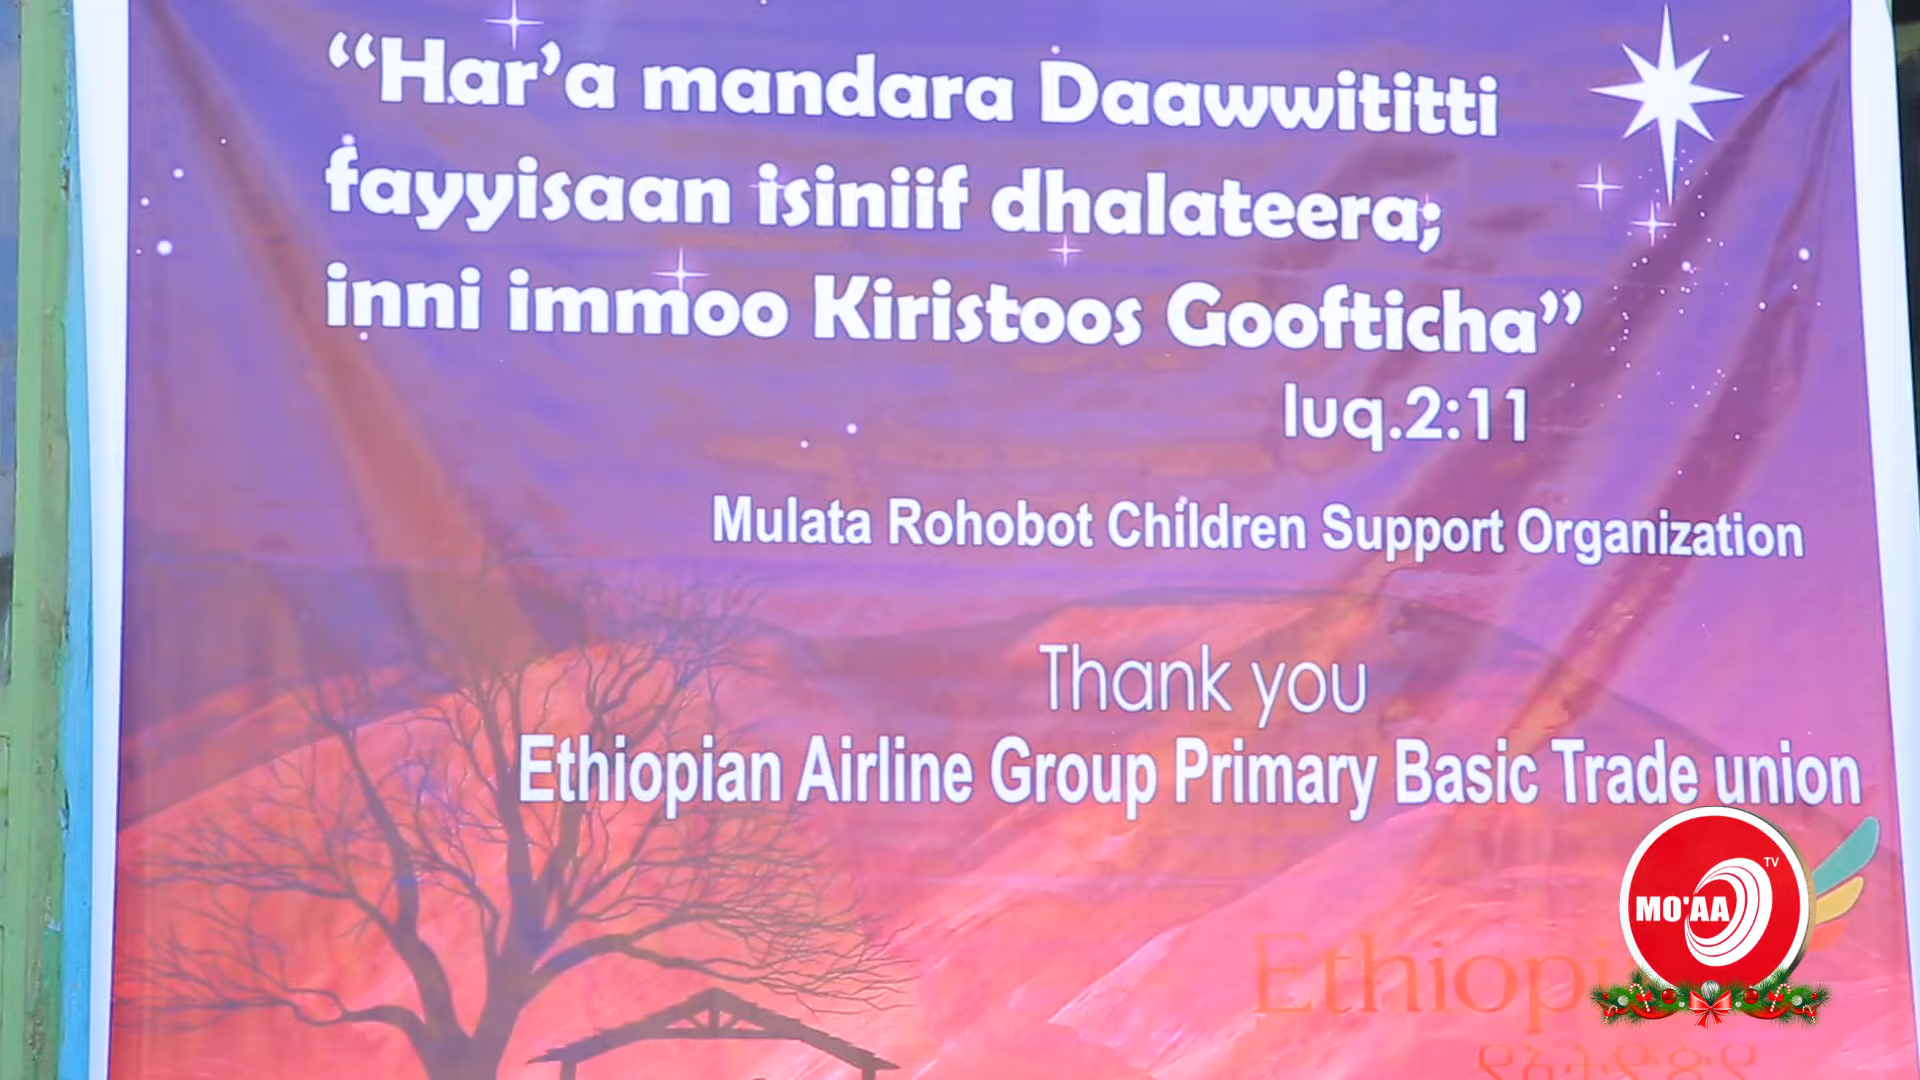 “Har’a mandara Daawwititti
fayyisaan isiniif dhalateera;
inni immoo Kiristoos Goofticha”
luq.2:11
Mulata Rohobot Children Support Organization
Thank you
Ethiopian Airline Group Primary Basic Trade union
TV
MO'AA
Ethiopi